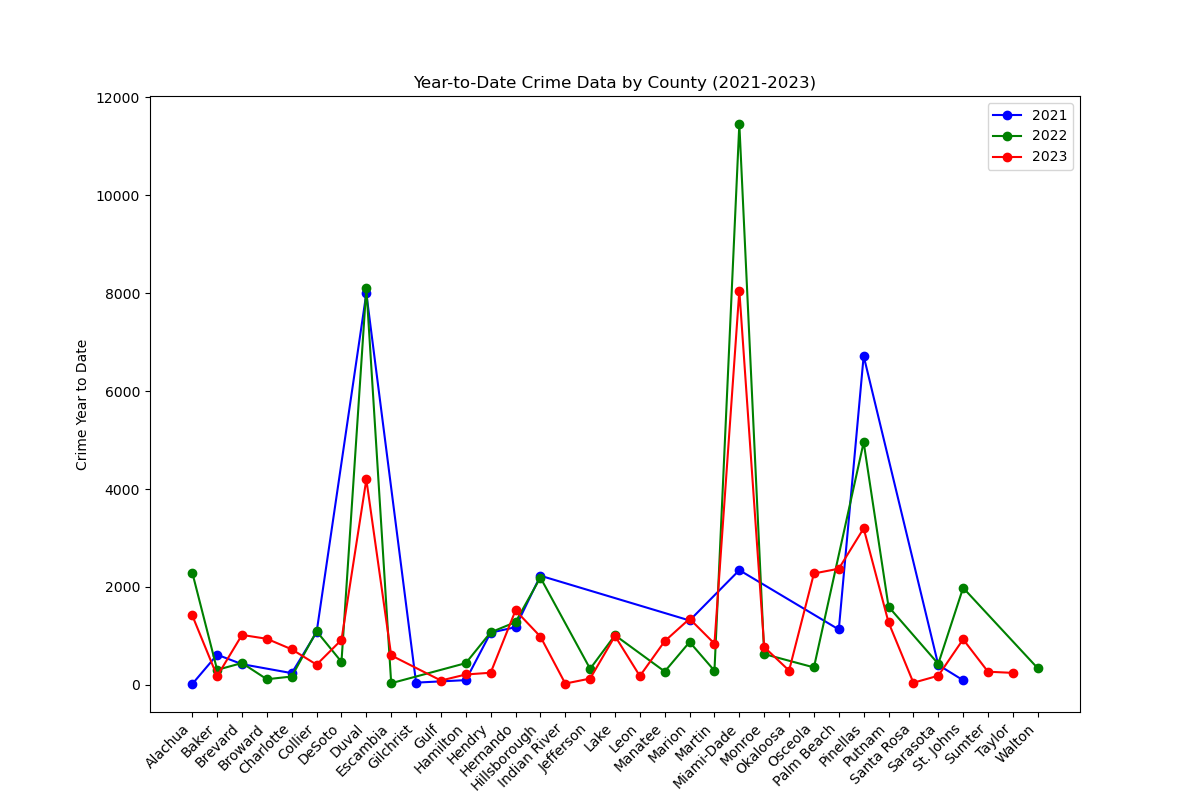 Year-to-Date Crime Data by County (2021-2023)
12000
10000
8000
6000
4000
2000
0
Crime Year to Date
2021
2022
2023
Alachua
Baker
Brevard
Broward
Charlotte
Collier
DeSoto
Duval
Escambia
Gilchrist
Gulf
Hamilton
Hendry
Hernando
Hillsborough
Indian River
Jefferson
Lake
Leon
Manatee
Marion
Martin
Miami-Dade
Monroe
Okaloosa
Osceola
Palm Beach
Pinellas
Putnam
Santa Rosa
Sarasota
St. Johns
Sumter
Taylor
Walton